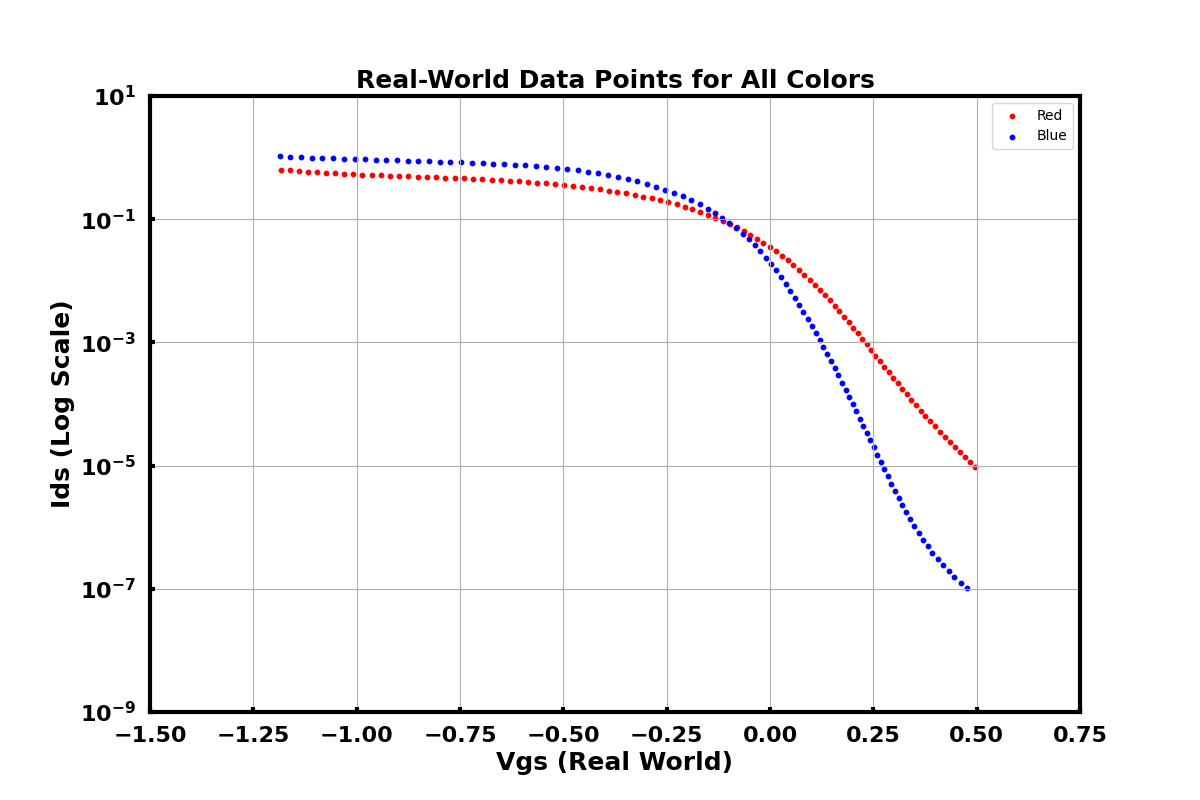 Real-World Data Points for All Colors
Red
Blue
10¹
10⁻¹
10⁻³
10⁻⁵
10⁻⁷
10⁻⁹
Ids (Log Scale)
−1.50 −1.25 −1.00 −0.75 −0.50 −0.25 0.00 0.25 0.50 0.75
Vgs (Real World)